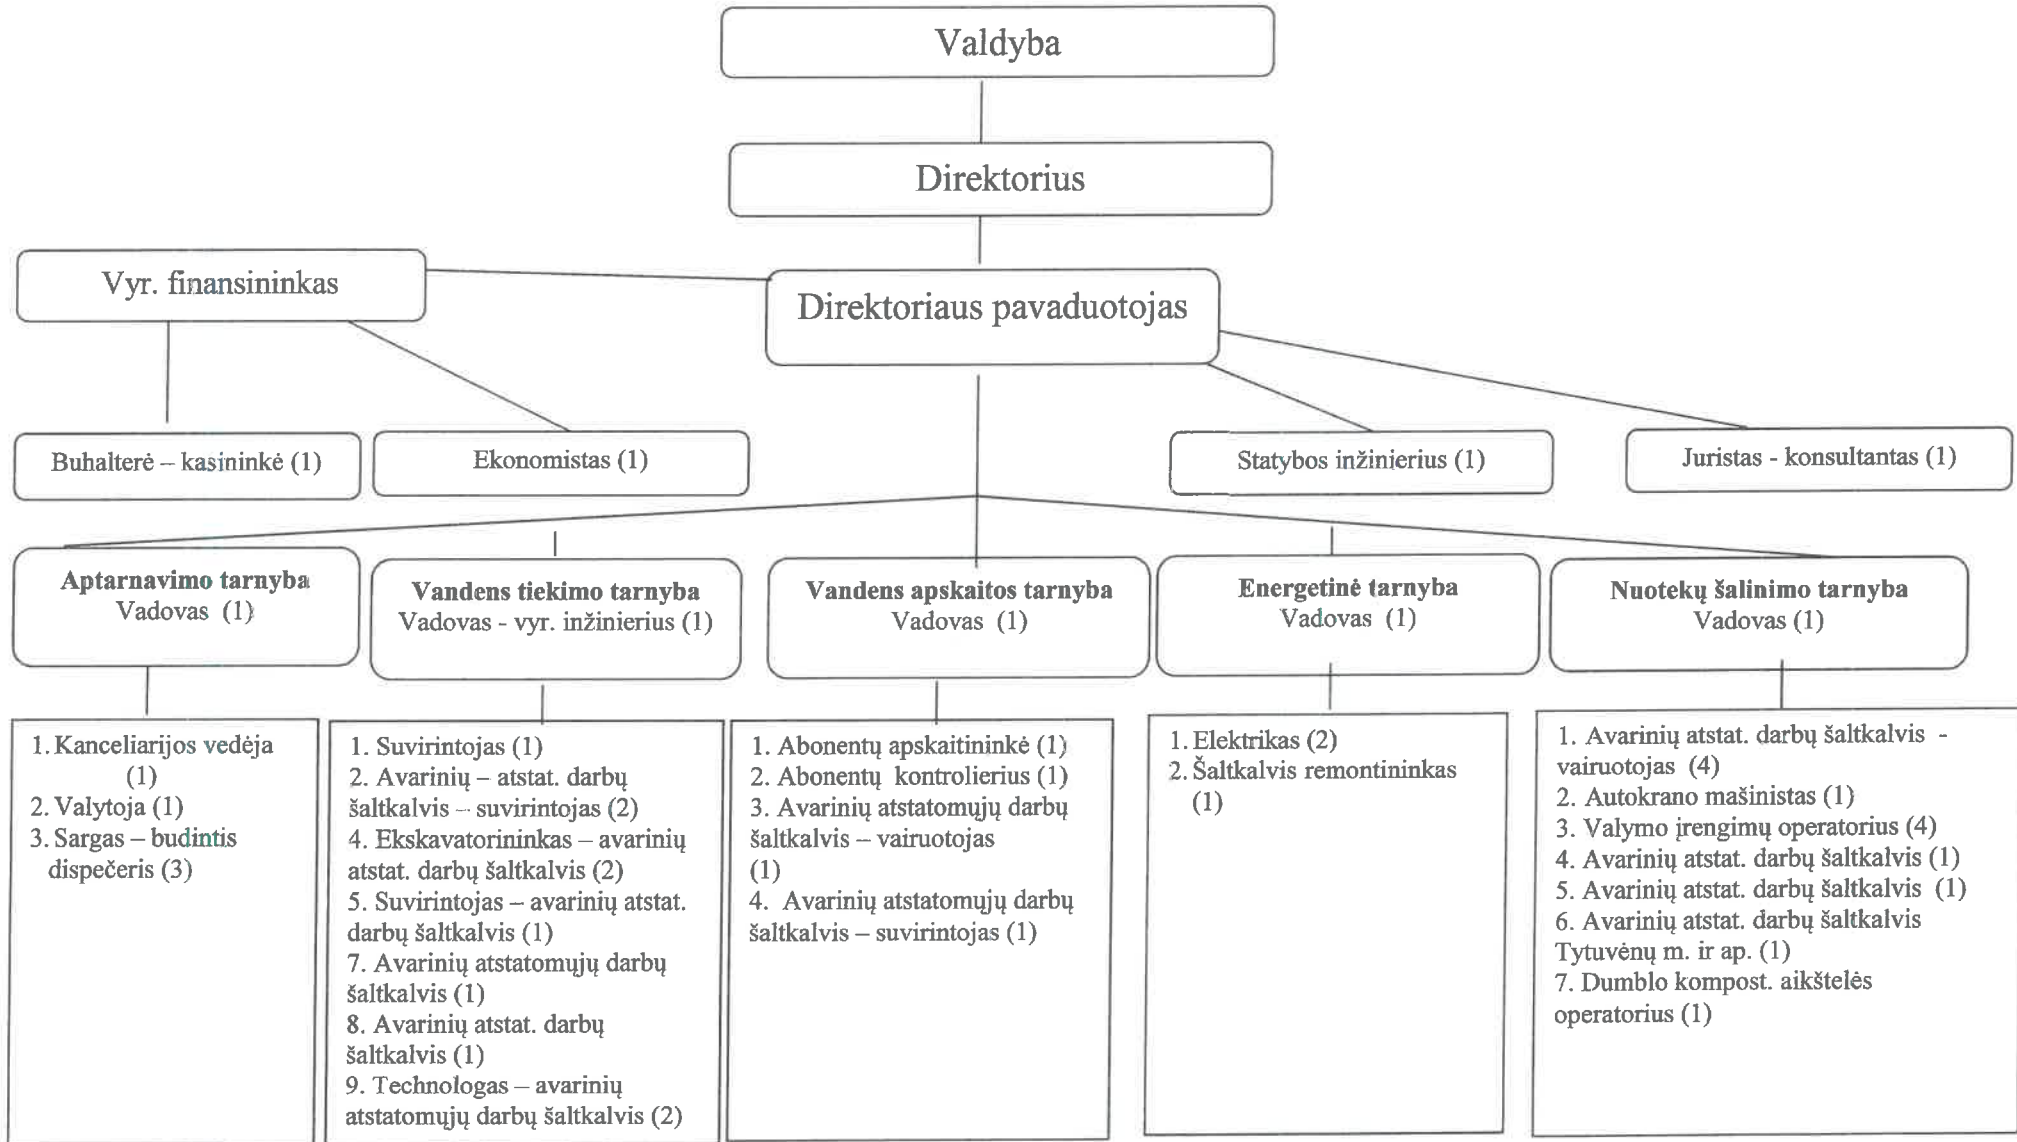 Valdyba
Direktorius
Vyr. finansininkas
Direktoriaus pavaduotojas
Buhalterė – kasininkė (1)
Ekonomistas (1)
Statybos inžinierius (1)
Juristas - konsultantas (1)
Aptarnavimo tarnyba
Vadovas (1)
Vandens tiekimo tarnyba
Vadovas - vyr. inžinierius (1)
Vandens apskaitos tarnyba
Vadovas (1)
Energetinė tarnyba
Vadovas (1)
Nuotekų šalinimo tarnyba
Vadovas (1)
1. Kanceliarijos vedėja
(1)
2. Valytoja (1)
3. Sargas – budintis
dispečeris (3)
1. Suvirintojas (1)
2. Avarinių – atstat. darbų
šaltkalvis – suvirintojas (2)
4. Ekskavatorininkas – avarinių
atstat. darbų šaltkalvis (2)
5. Suvirintojas – avarinių atstat.
darbų šaltkalvis (1)
7. Avarinių atstatomųjų darbų
šaltkalvis (1)
8. Avarinių atstat. darbų
šaltkalvis (1)
9. Technologas – avarinių
atstatomųjų darbų šaltkalvis (2)
1. Abonentų apskaitininkė (1)
2. Abonentų kontrolierius (1)
3. Avarinių atstatomųjų darbų
šaltkalvis – vairuotojas
(1)
4. Avarinių atstatomųjų darbų
šaltkalvis – suvirintojas (1)
1. Elektrikas (2)
2. Šaltkalvis remontininkas
(1)
1. Avarinių atstat. darbų šaltkalvis -
vairuotojas (4)
2. Autokrano mašinistas (1)
3. Valymo įrengimų operatorius (4)
4. Avarinių atstat. darbų šaltkalvis (1)
5. Avarinių atstat. darbų šaltkalvis (1)
6. Avarinių atstat. darbų šaltkalvis
Tytuvėnų m. ir ap. (1)
7. Dumblo kompost. aikštelės
operatorius (1)